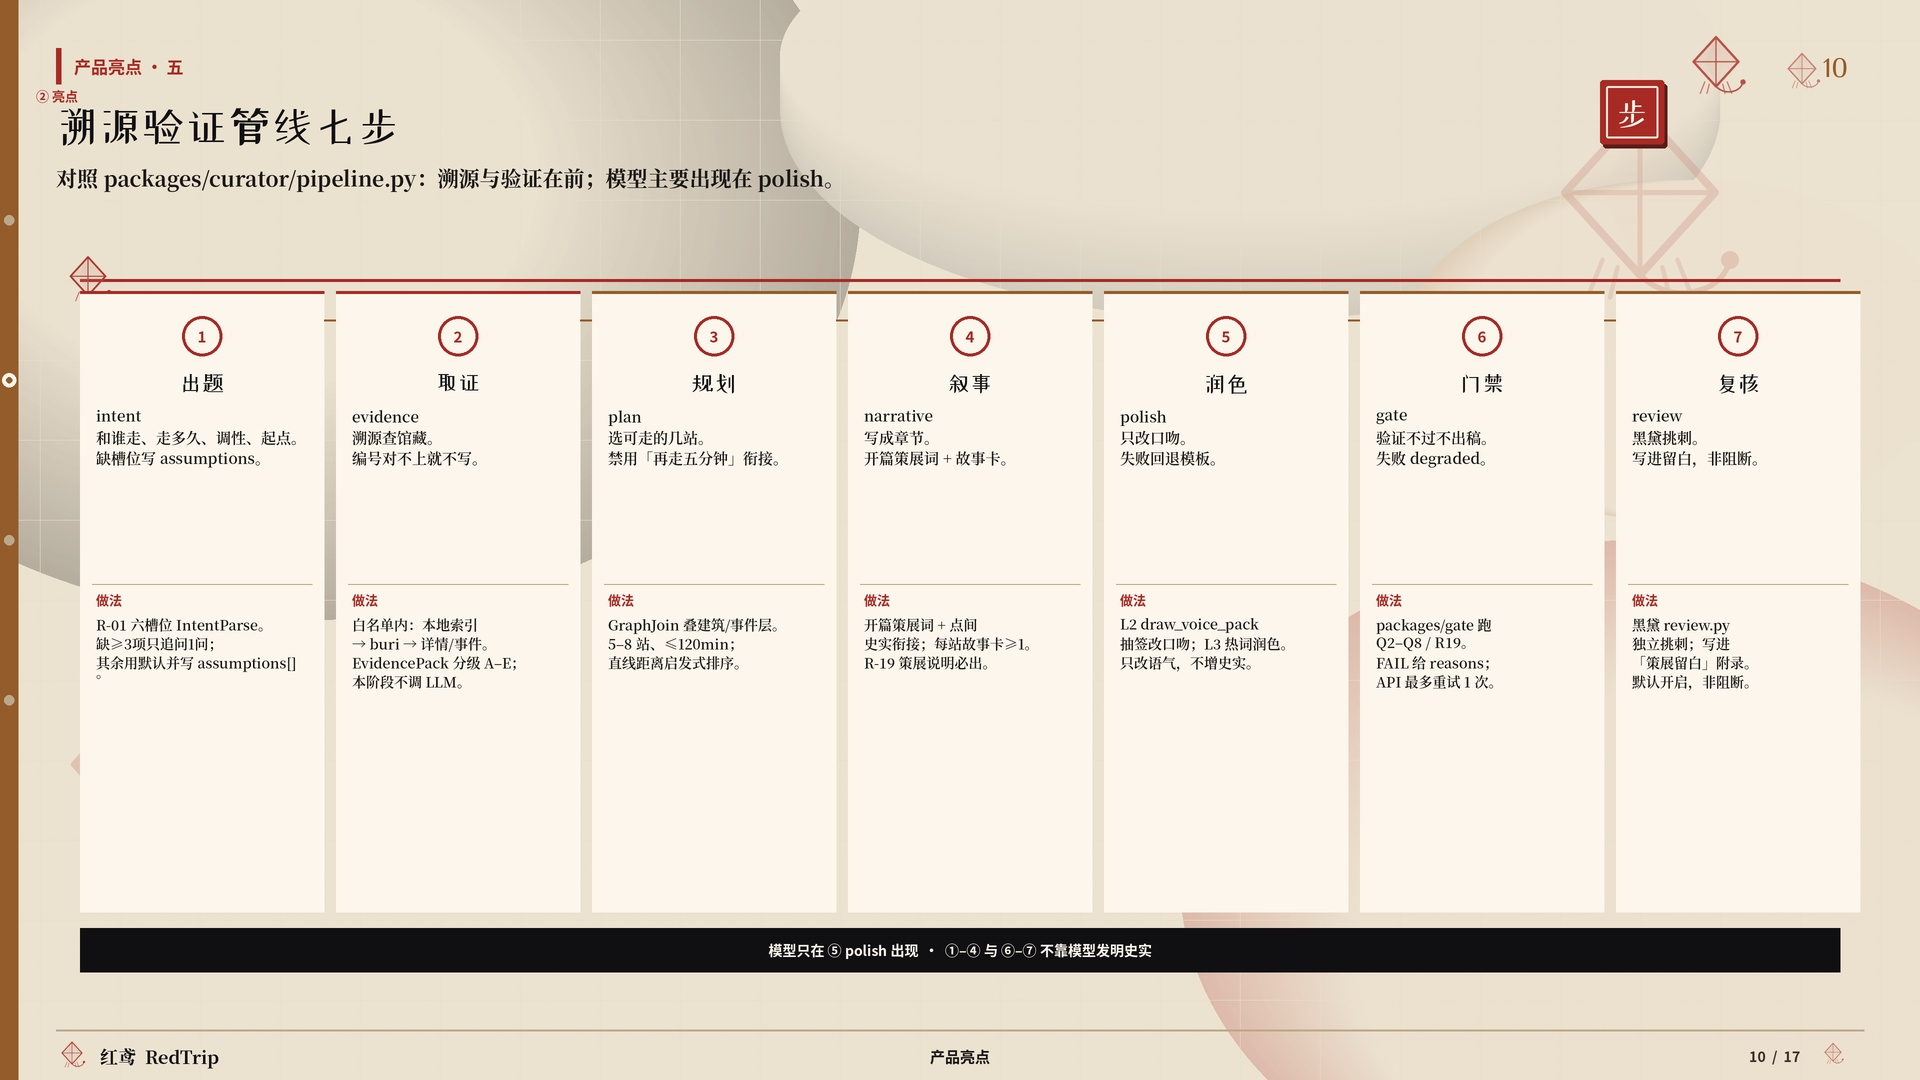 产品亮点 · 五
② 亮点
溯源验证管线七步
对照 packages/curator/pipeline.py：溯源与验证在前；模型主要出现在 polish。
步
10
1
出题
intent
和谁走、走多久、调性、起点。
缺槽位写 assumptions。
做法
R-01 六槽位 IntentParse。
缺≥3项只追问1问；
其余用默认并写 assumptions[]
。
2
取证
evidence
溯源查馆藏。
编号对不上就不写。
做法
白名单内：本地索引
→ buri → 详情/事件。
EvidencePack 分级 A–E；
本阶段不调 LLM。
3
规划
plan
选可走的几站。
禁用「再走五分钟」衔接。
做法
GraphJoin 叠建筑/事件层。
5–8 站、≤120min；
直线距离启发式排序。
4
叙事
narrative
写成章节。
开篇策展词 + 故事卡。
做法
开篇策展词 + 点间
史实衔接；每站故事卡≥1。
R-19 策展说明必出。
5
润色
polish
只改口吻。
失败回退模板。
做法
L2 draw_voice_pack
抽签改口吻；L3 热词润色。
只改语气，不增史实。
6
门禁
gate
验证不过不出稿。
失败 degraded。
做法
packages/gate 跑
Q2–Q8 / R19。
FAIL 给 reasons；
API 最多重试 1 次。
7
复核
review
黑黛挑刺。
写进留白，非阻断。
做法
黑黛 review.py
独立挑刺；写进
「策展留白」附录。
默认开启，非阻断。
模型只在 ⑤ polish 出现 · ①–④ 与 ⑥–⑦ 不靠模型发明史实
红鸢 RedTrip
产品亮点
10 / 17